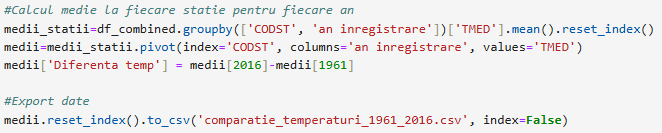 #Calcul medie la fiecare statie pentru fiecare an
medii_statii=df_combined.groupby(['CODST', 'an inregistrare'])['TMED'].mean().reset_index()
medii=medii_statii.pivot(index='CODST', columns='an inregistrare', values='TMED')
medii['Diferenta temp'] = medii[2016]-medii[1961]
#Export date
medii.reset_index().to_csv('comparatie_temperaturi_1961_2016.csv', index=False)